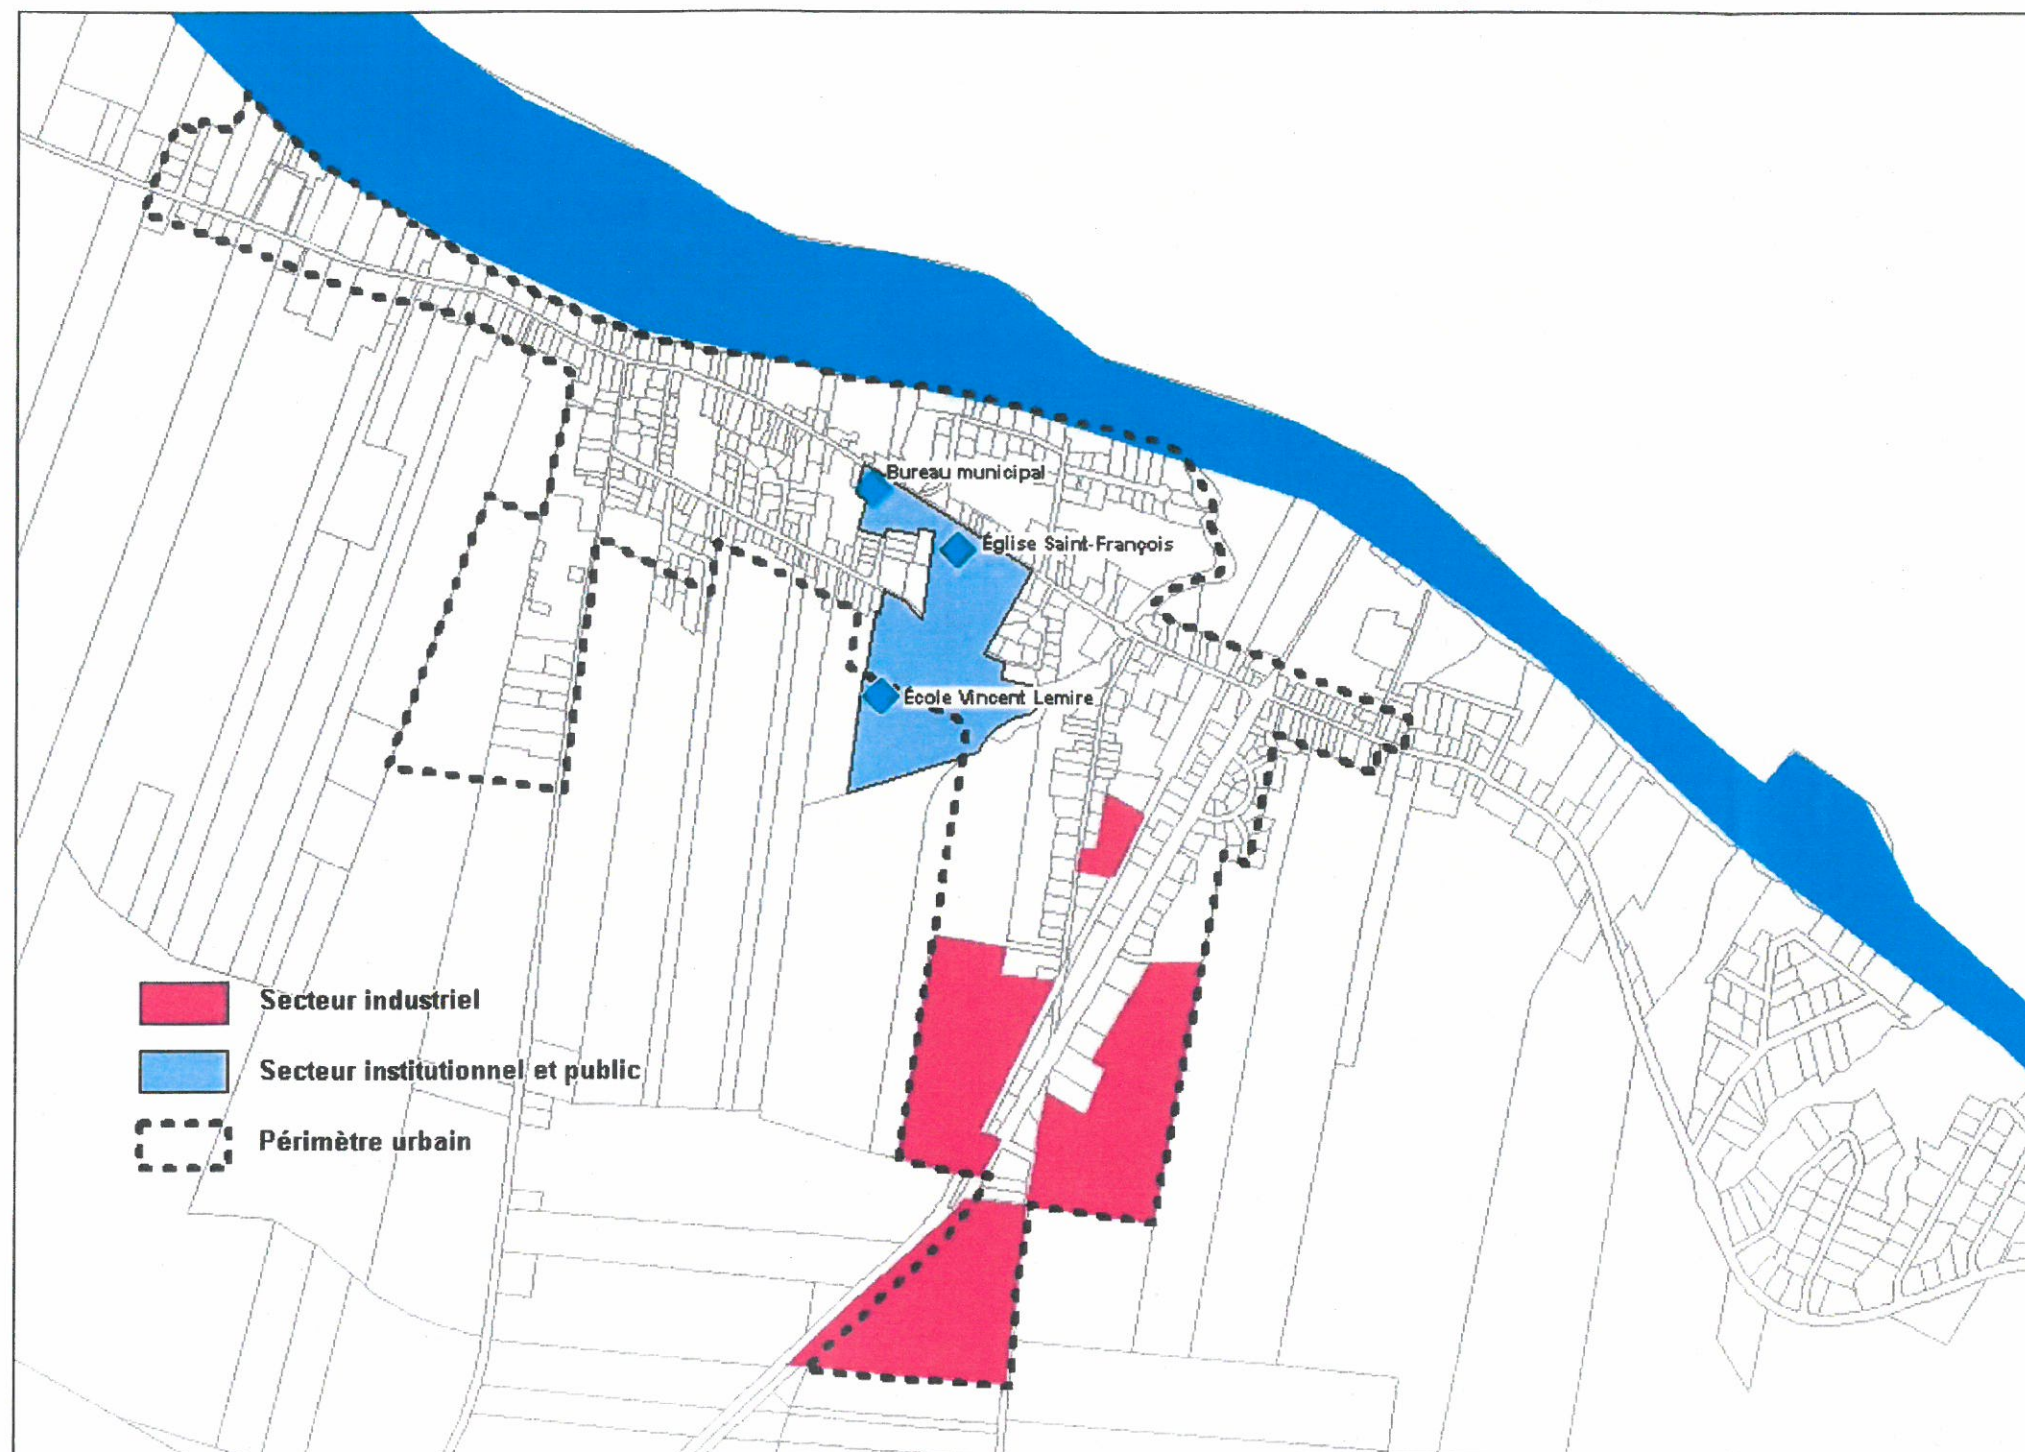 Bureau municipal
Église Saint-François
École Vincent Lemire
Secteur industriel
Secteur institutionnel et public
Périmètre urbain